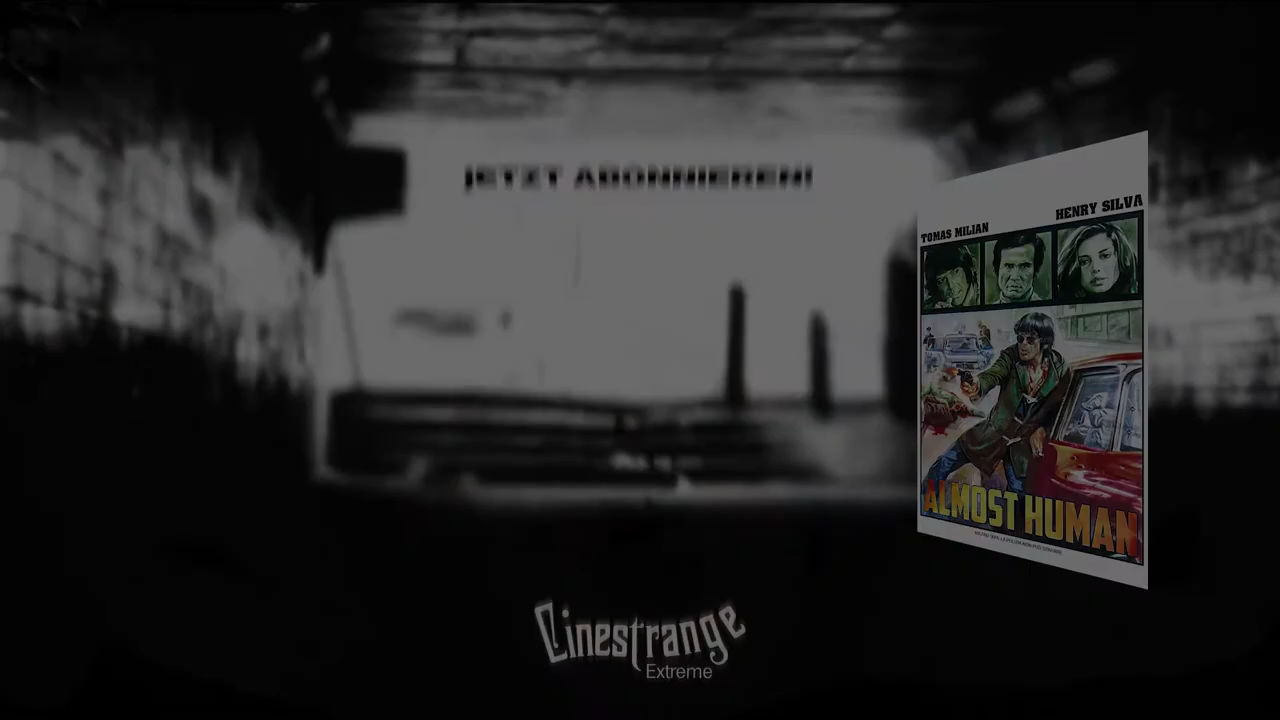 JETZT ABONNIEREN!
HENRY SILVA
TOMAS MILIAN
ALMOST HUMAN
Cinestrange
Extreme